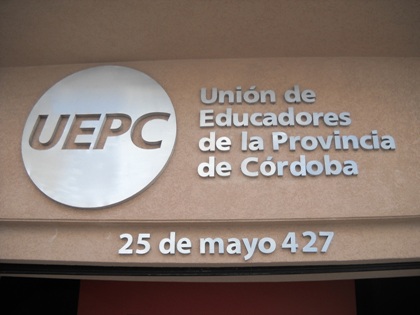 UEPC
Unión de
Educadores
de la Provincia
de Córdoba
25 de mayo 427